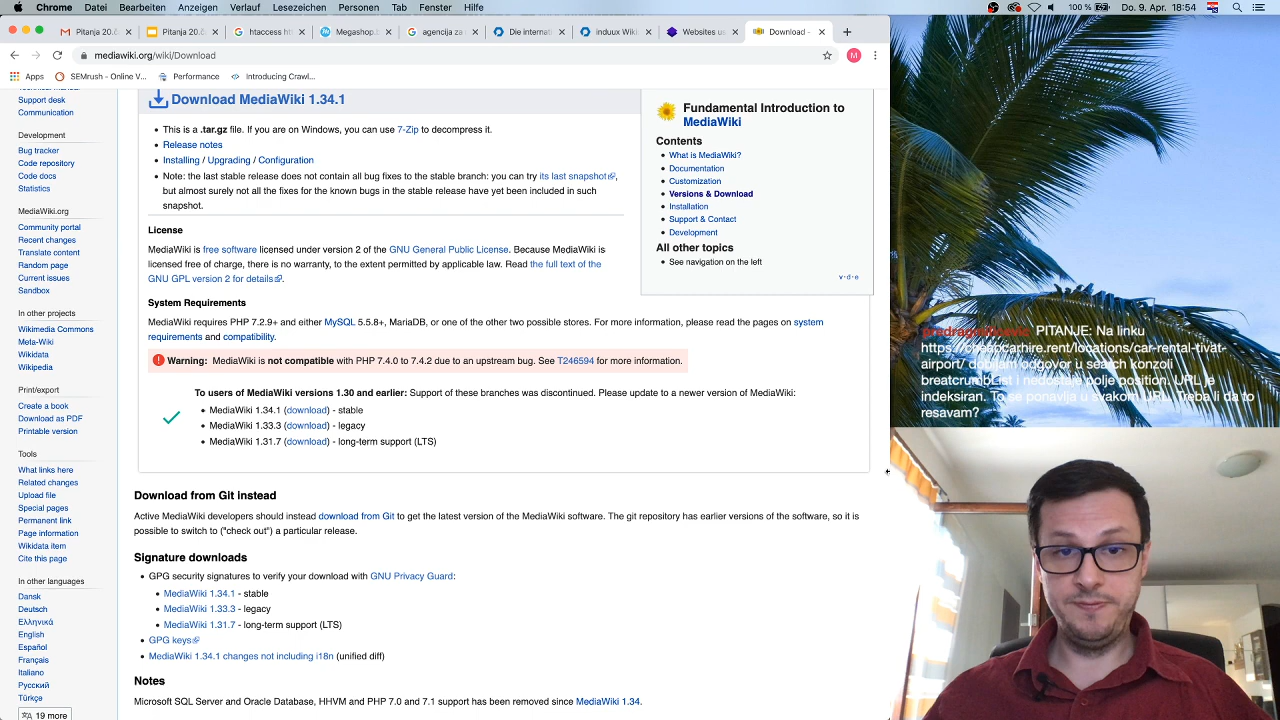 Chrome Datei Bearbeiten Anzeigen Verlauf Lesezeichen Personen Tab Fenster Hilfe
100 % Do 9. Apr. 18:54
Pitanja 20.
Pitanja 20.
htaccess
Megashop.
agencija za
Die intern
induux Wi
Websites
Download -
mediawiki.org/wiki/Download
M
Apps SEMrush - Online V... Performance Introducing Crawl...
Support desk
Communication
Development
Bug tracker
Code repository
Code docs
Statistics
MediaWiki.org
Community portal
Recent changes
Translate content
Random page
Current issues
Sandbox
In other projects
Wikimedia Commons
Meta-Wiki
Wikidata
Wikipedia
Print/export
Create a book
Download as PDF
Printable version
Tools
What links here
Related changes
Upload file
Special pages
Permanent link
Page information
Wikidata item
Cite this page
In other languages
Dansk
Deutsch
Ελληνικά
English
Español
Français
Italiano
Русский
Türkçe
19 more
Download MediaWiki 1.34.1
• This is a .tar.gz file. If you are on Windows, you can use 7-Zip to decompress it.
• Release notes
• Installing / Upgrading / Configuration
• Note: the last stable release does not contain all bug fixes to the stable branch: you can try its last snapshot,
but almost surely not all the fixes for the known bugs in the stable release have yet been included in such
snapshot.
License
MediaWiki is free software licensed under version 2 of the GNU General Public License. Because MediaWiki is
licensed free of charge, there is no warranty, to the extent permitted by applicable law. Read the full text of the
GNU GPL version 2 for details.
System Requirements
MediaWiki requires PHP 7.2.9+ and either MySQL 5.5.8+, MariaDB, or one of the other two possible stores. For more information, please read the pages on system
requirements and compatibility.
Warning: MediaWiki is not compatible with PHP 7.4.0 to 7.4.2 due to an upstream bug. See T246594 for more information.
To users of MediaWiki versions 1.30 and earlier: Support of these branches was discontinued. Please update to a newer version of MediaWiki:
• MediaWiki 1.34.1 (download) - stable
• MediaWiki 1.33.3 (download) - legacy
• MediaWiki 1.31.7 (download) - long-term support (LTS)
Download from Git instead
Active MediaWiki developers should instead download from Git to get the latest version of the MediaWiki software. The git repository has earlier versions of the software, so it is
possible to switch to ("check out") a particular release.
Signature downloads
• GPG security signatures to verify your download with GNU Privacy Guard:
• MediaWiki 1.34.1 - stable
• MediaWiki 1.33.3 - legacy
• MediaWiki 1.31.7 - long-term support (LTS)
• GPG keys
• MediaWiki 1.34.1 changes not including i18n (unified diff)
Notes
Microsoft SQL Server and Oracle Database, HHVM and PHP 7.0 and 7.1 support has been removed since MediaWiki 1.34.
Fundamental Introduction to
MediaWiki
Contents
• What is MediaWiki?
• Documentation
• Customization
• Versions & Download
• Installation
• Support & Contact
• Development
All other topics
• See navigation on the left
v·d·e
PITANJE: Na linku
https://cheapcarhire.rent/locations/car-rental-tivat-
airport/ dobijam odgovor u search konzoli
breatcrumbList i nedostaje polje position. URL je
indeksiran. To se ponavlja u svakom URL. Treba li da to
resavam?